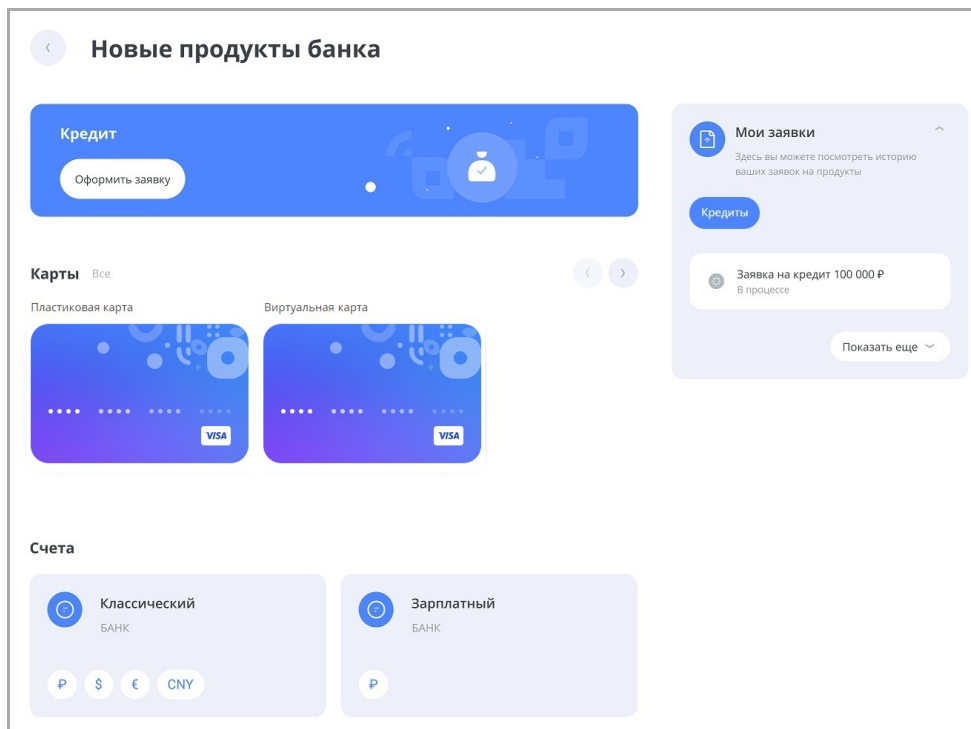 Новые продукты банка
Кредит
Оформить заявку
Мои заявки
Здесь вы можете посмотреть историю
ваших заявок на продукты
Кредиты
Заявка на кредит 100 000 ₽
В процессе
Показать еще
Карты Все
Пластиковая карта
Виртуальная карта
VISA
VISA
Счета
Классический
БАНК
₽ $ € CNY
Зарплатный
БАНК
₽